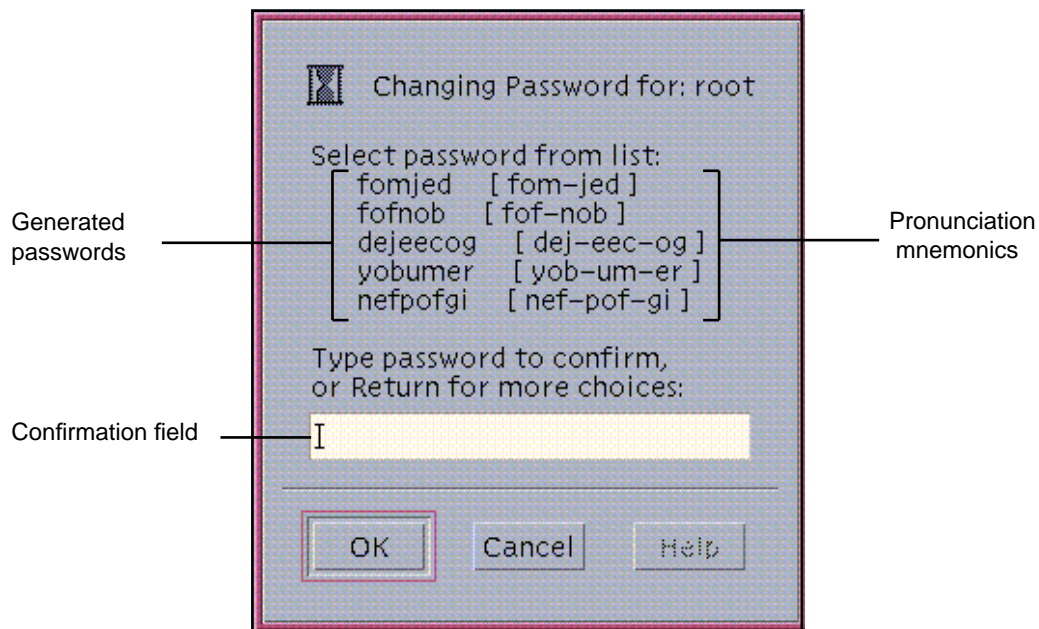 Changing Password for: root
Select password from list:
fomjed [ fom-jed ]
fofnob [ fof-nob ]
dejeecog [ dej-eec-og ]
yobumer [ yob-um-er ]
nefpofgi [ nef-pof-gi ]
Generated
passwords
Pronunciation
mnemonics
Type password to confirm,
or Return for more choices:
Confirmation field
OK Cancel Help